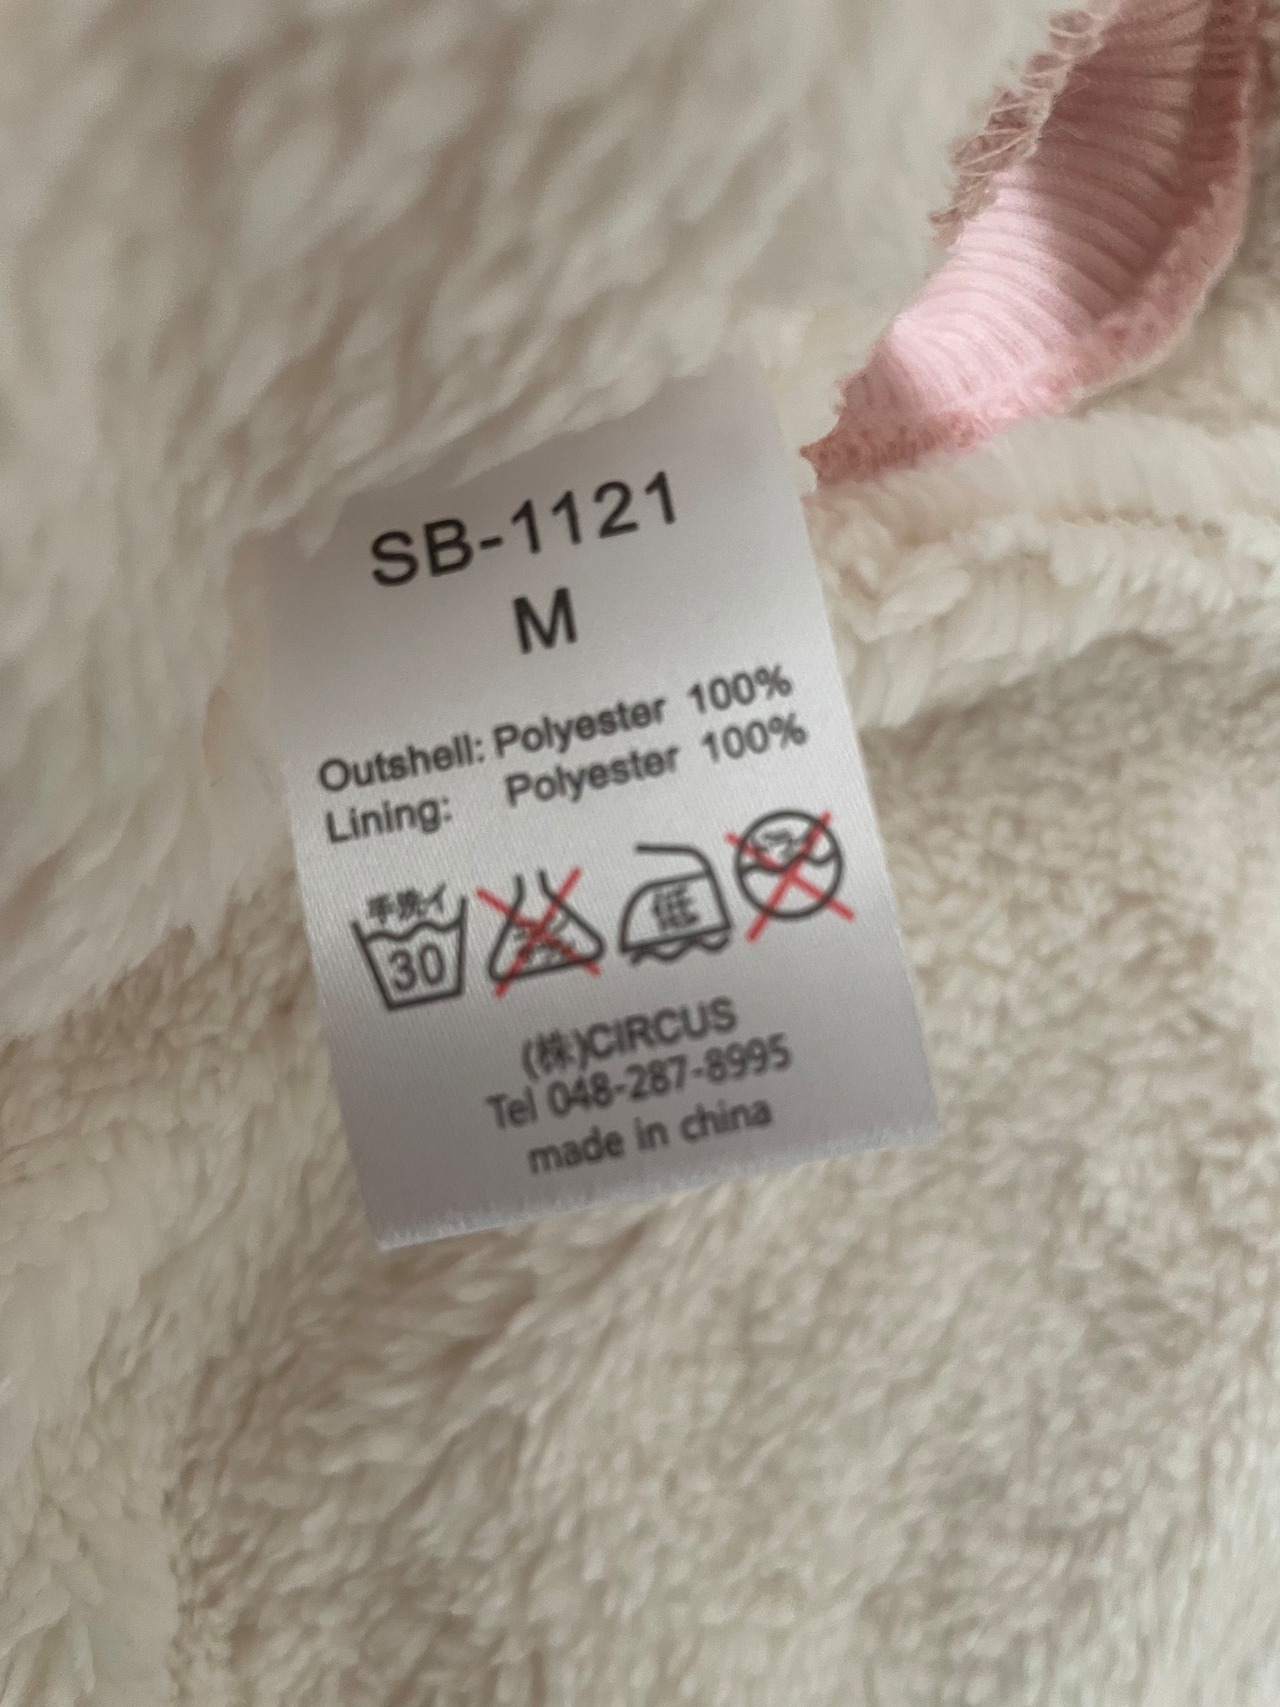 SB-1121
M
Outshell: Polyester 100%
Lining: Polyester 100%
手洗イ
30
低
(株)CIRCUS
Tel 048-287-8995
made in china